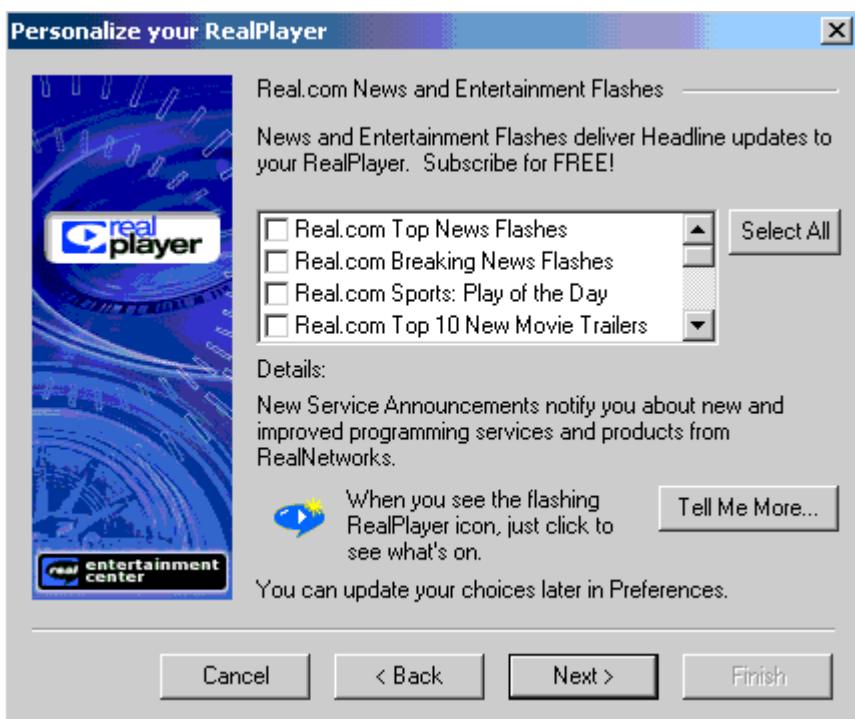 Personalize your RealPlayer
Real.com News and Entertainment Flashes
News and Entertainment Flashes deliver Headline updates to
your RealPlayer. Subscribe for FREE!
real
player
Real.com Top News Flashes
Select All
Real.com Breaking News Flashes
Real.com Sports: Play of the Day
Real.com Top 10 New Movie Trailers
Details:
New Service Announcements notify you about new and
improved programming services and products from
RealNetworks.
When you see the flashing
RealPlayer icon, just click to
see what's on.
Tell Me More...
real entertainment
center
You can update your choices later in Preferences.
Cancel
< Back
Next >
Finish